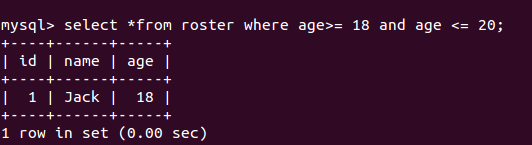 mysql> select *from roster where age>= 18 and age <= 20;
+----+------+-----+
| id | name | age |
+----+------+-----+
|  1 | Jack |  18 |
+----+------+-----+
1 row in set (0.00 sec)